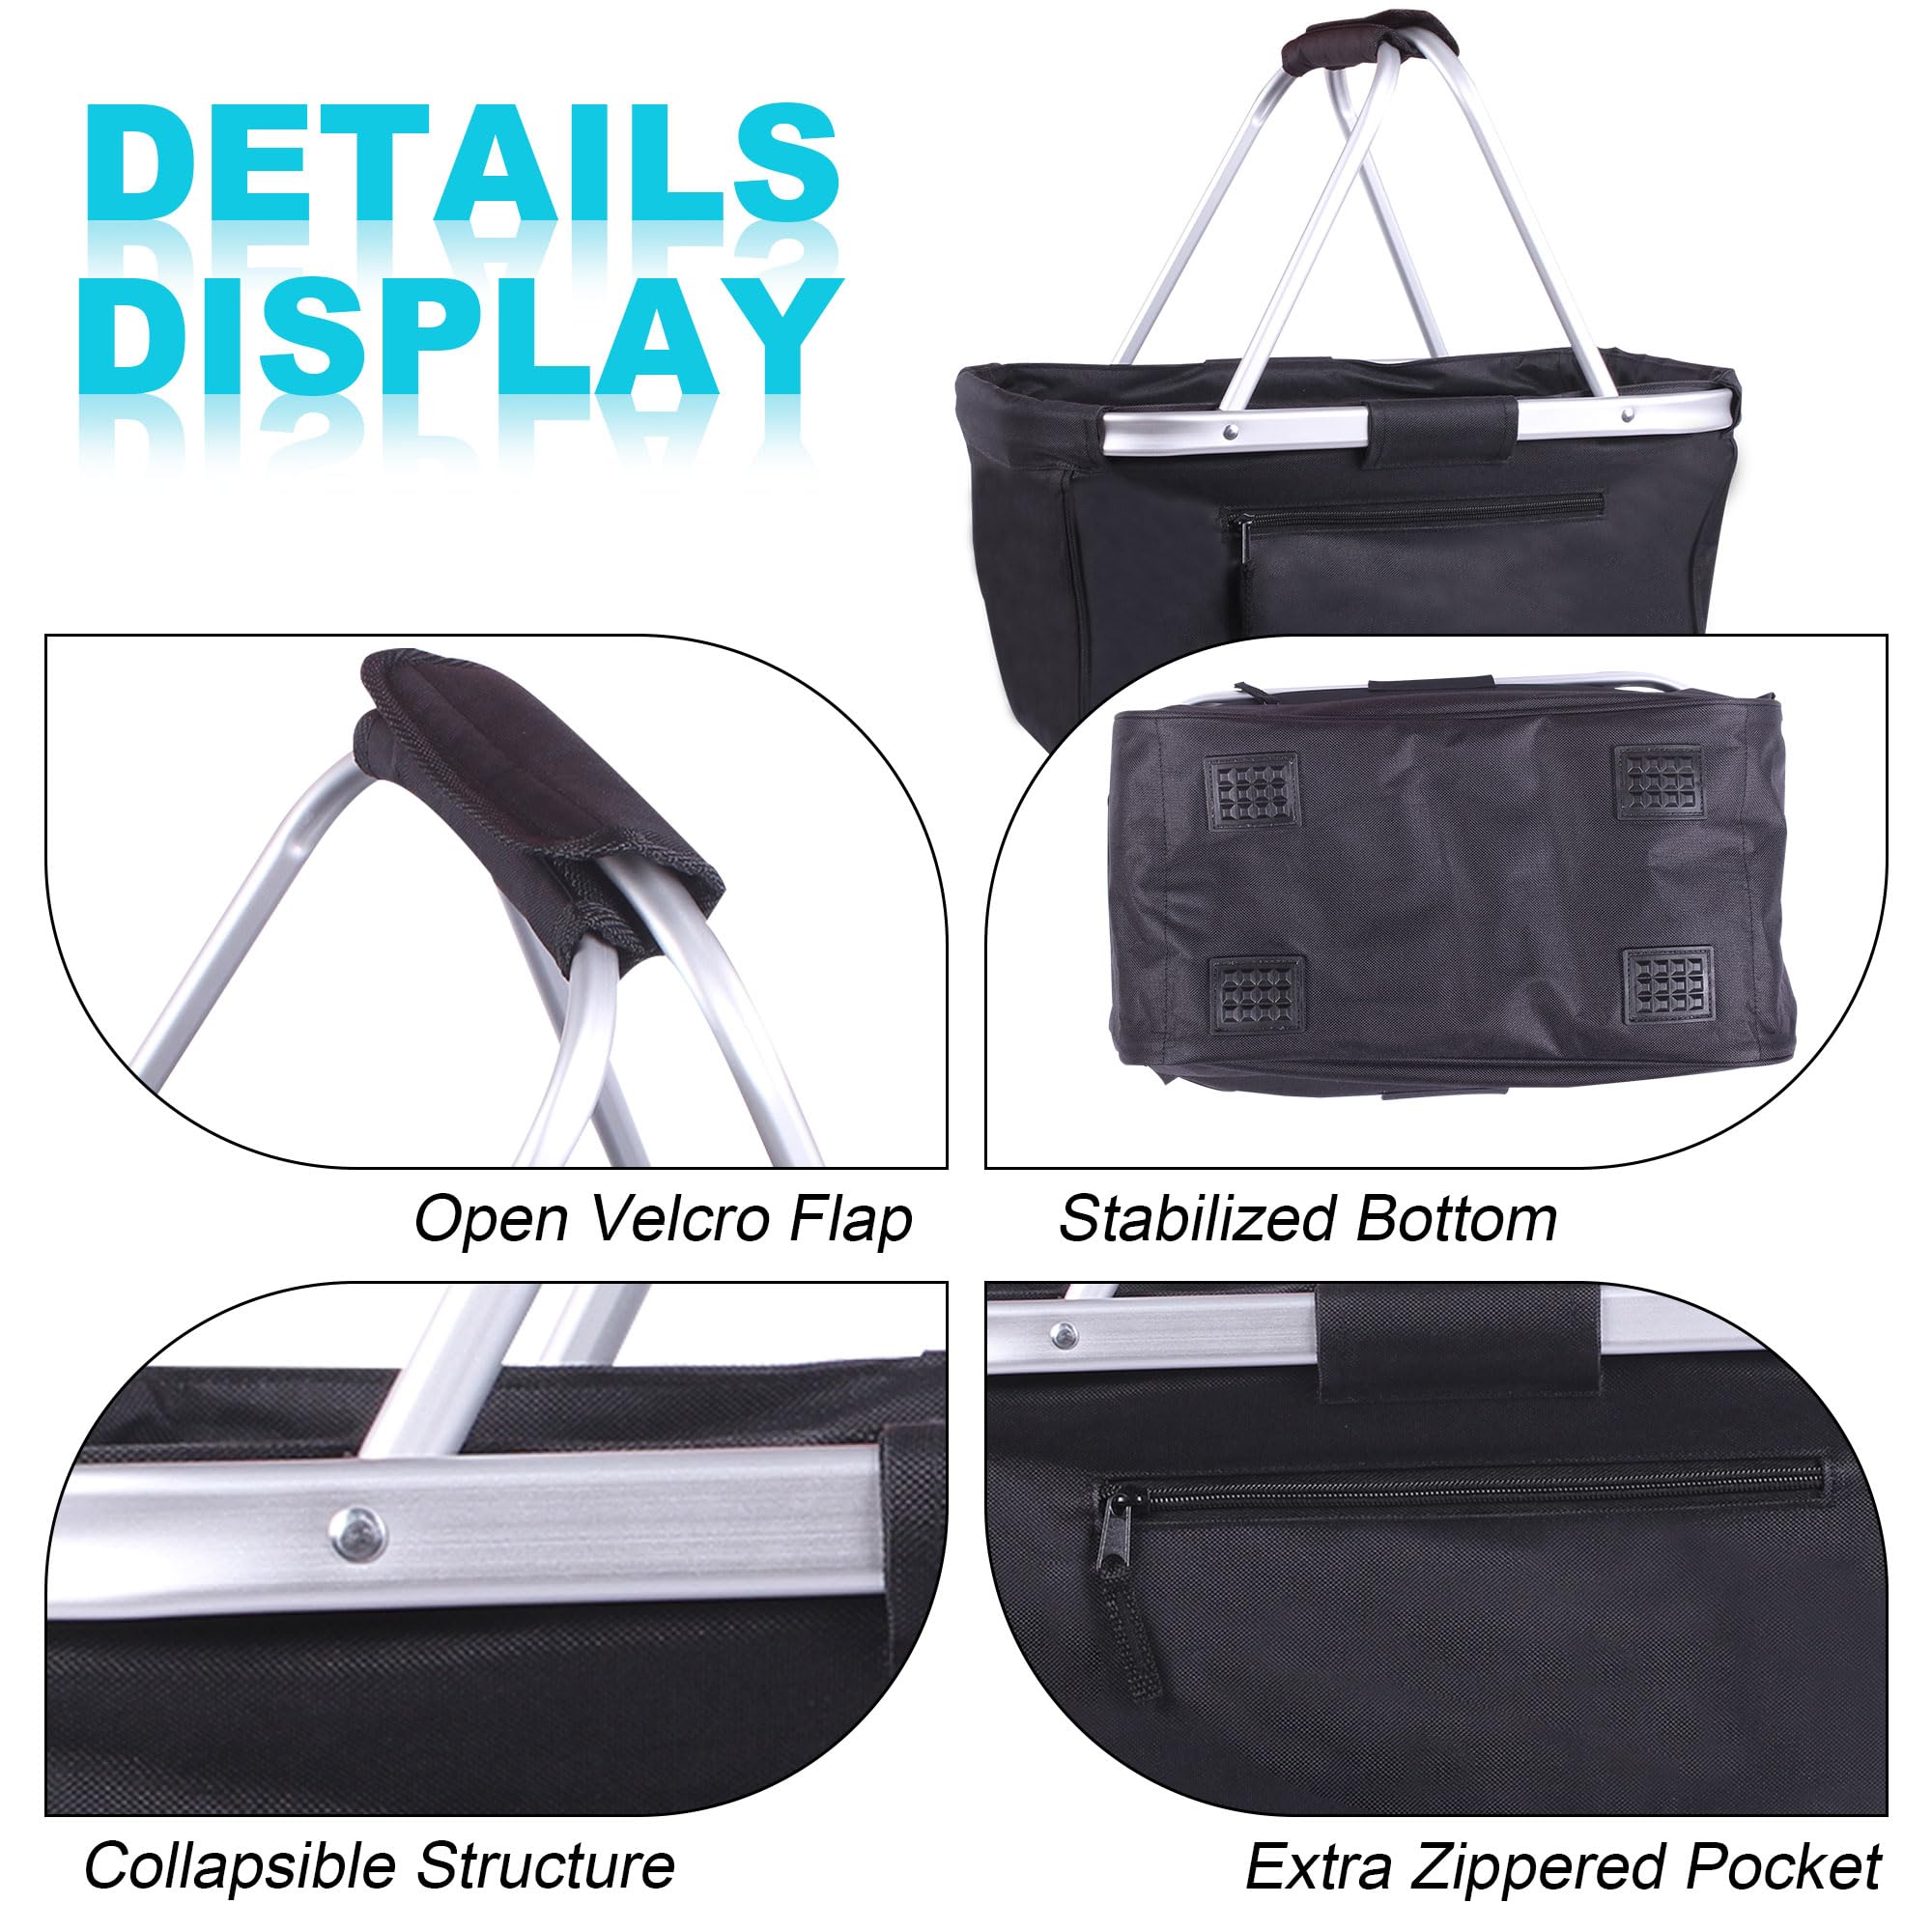 DETAILS
DISPLAY
Open Velcro Flap
Stabilized Bottom
Collapsible Structure
Extra Zippered Pocket